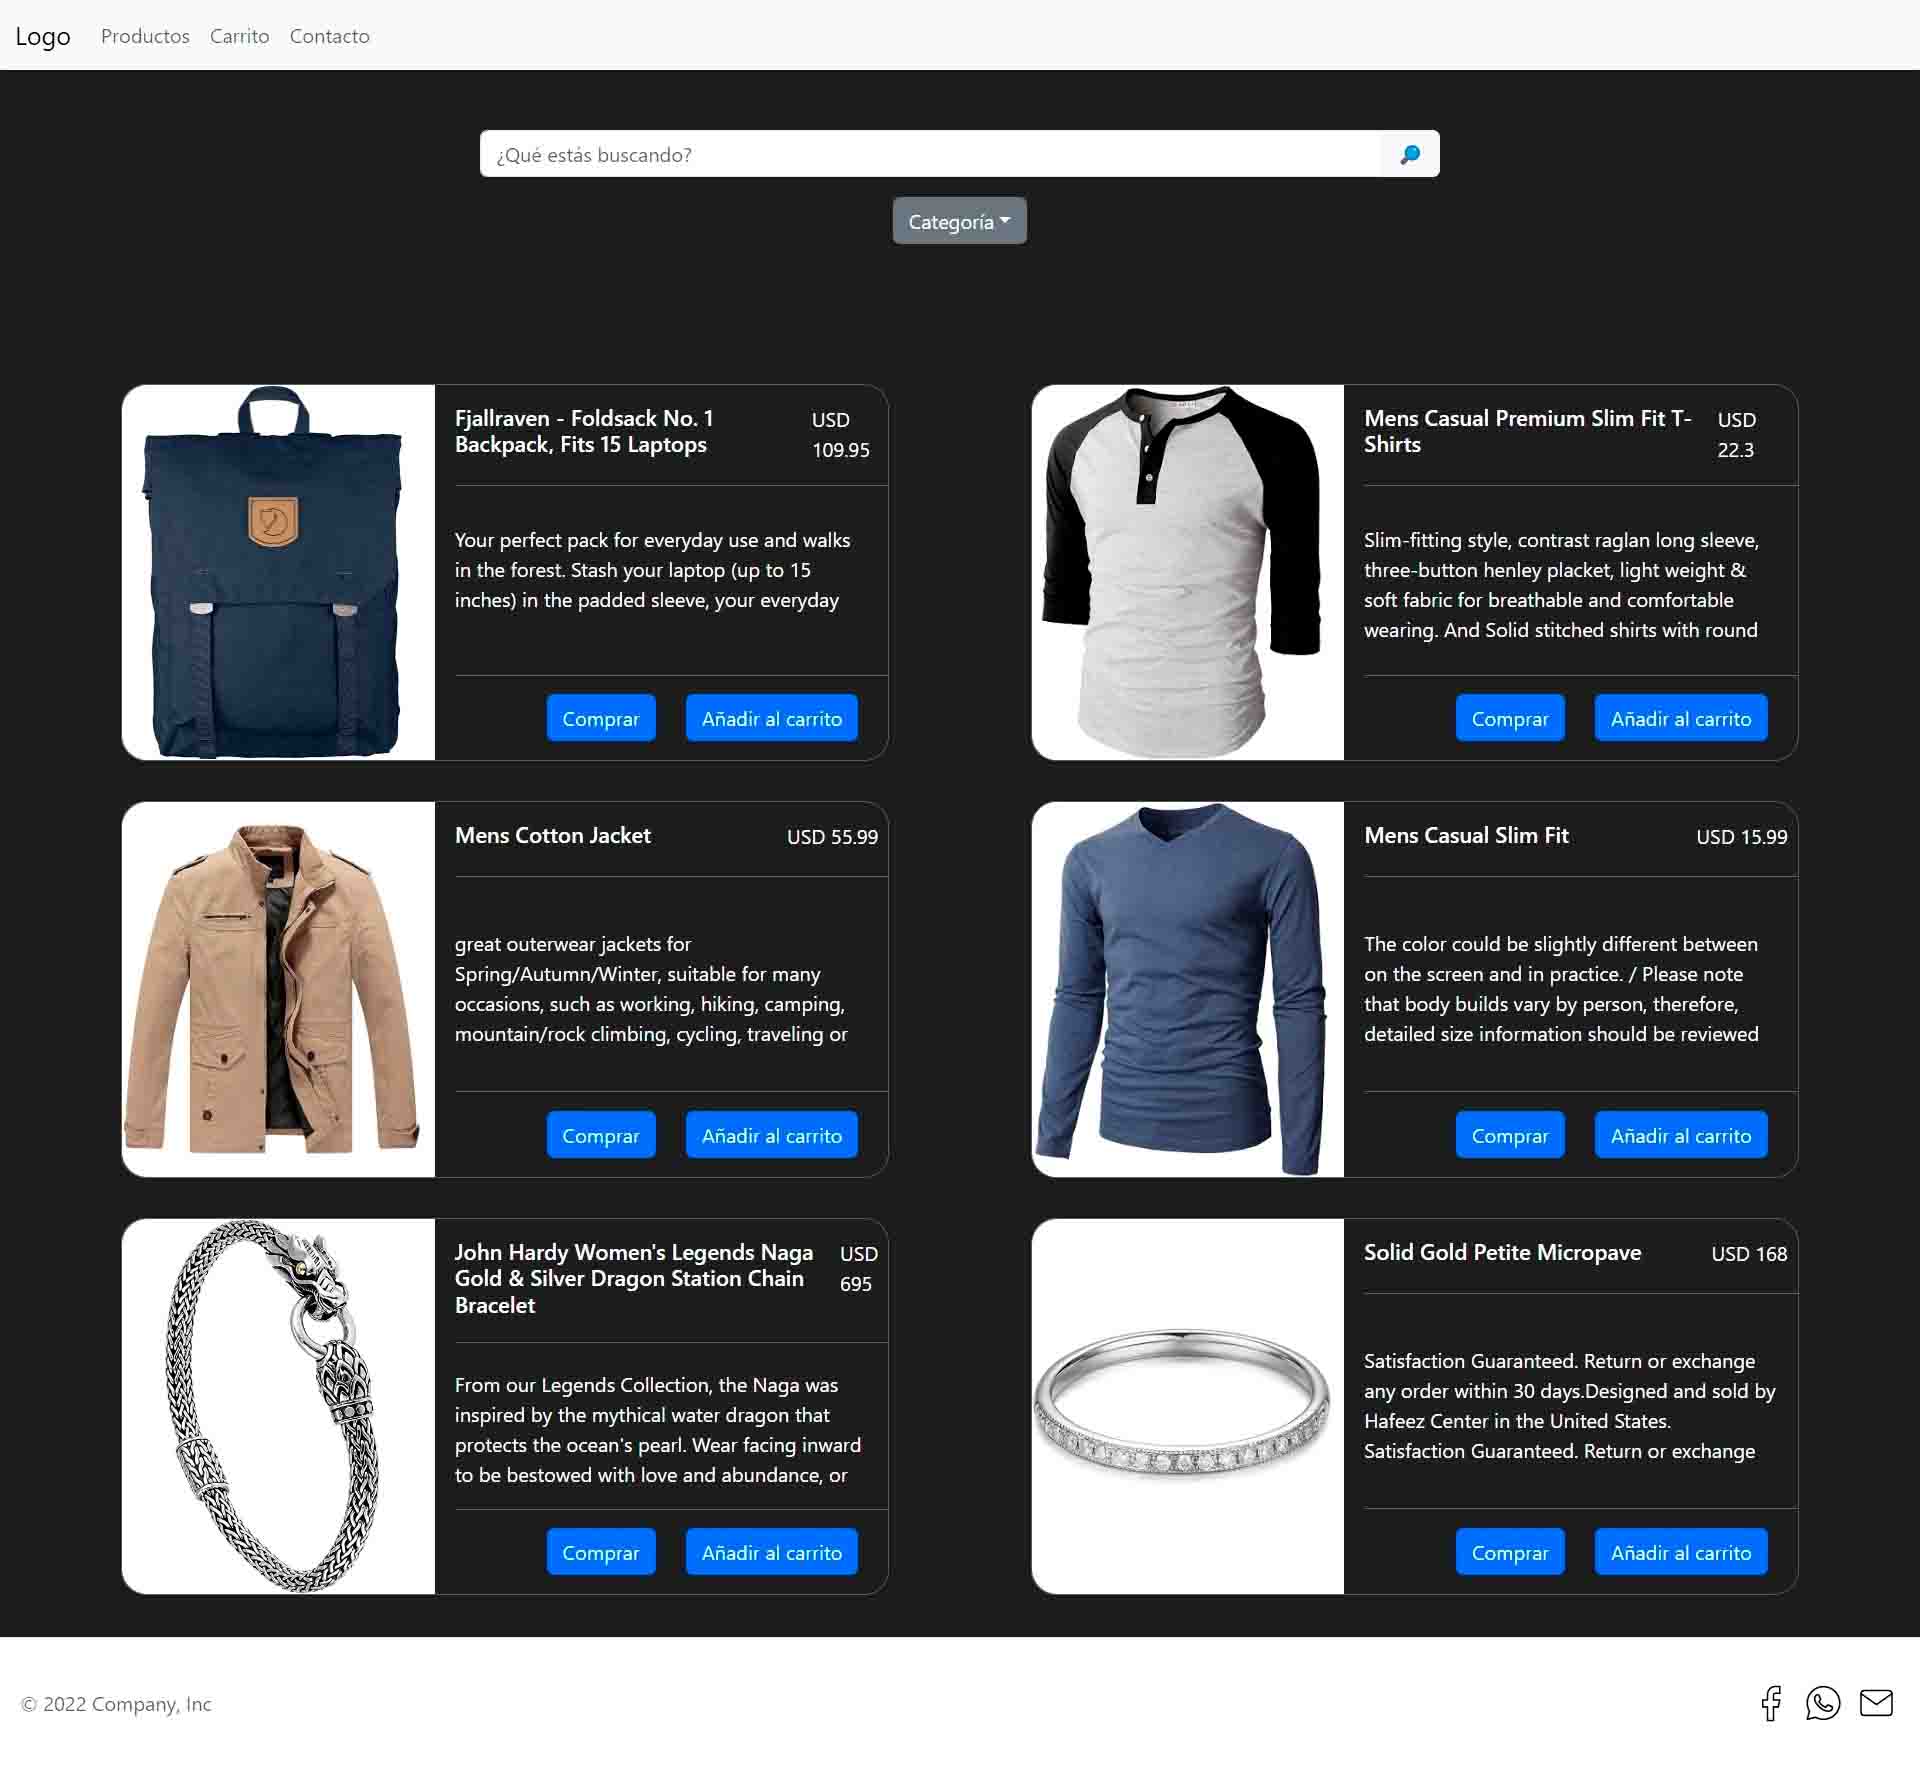 Logo Productos Carrito Contacto
¿Qué estás buscando?
Categoría
Fjallraven - Foldsack No. 1
Backpack, Fits 15 Laptops
USD
109.95
Your perfect pack for everyday use and walks
in the forest. Stash your laptop (up to 15
inches) in the padded sleeve, your everyday
Comprar Añadir al carrito
Mens Casual Premium Slim Fit T-
Shirts
USD
22.3
Slim-fitting style, contrast raglan long sleeve,
three-button henley placket, light weight &
soft fabric for breathable and comfortable
wearing. And Solid stitched shirts with round
Comprar Añadir al carrito
Mens Cotton Jacket
USD 55.99
great outerwear jackets for
Spring/Autumn/Winter, suitable for many
occasions, such as working, hiking, camping,
mountain/rock climbing, cycling, traveling or
Comprar Añadir al carrito
Mens Casual Slim Fit
USD 15.99
The color could be slightly different between
on the screen and in practice. / Please note
that body builds vary by person, therefore,
detailed size information should be reviewed
Comprar Añadir al carrito
John Hardy Women's Legends Naga
Gold & Silver Dragon Station Chain
Bracelet
USD
695
From our Legends Collection, the Naga was
inspired by the mythical water dragon that
protects the ocean's pearl. Wear facing inward
to be bestowed with love and abundance, or
Comprar Añadir al carrito
Solid Gold Petite Micropave
USD 168
Satisfaction Guaranteed. Return or exchange
any order within 30 days.Designed and sold by
Hafeez Center in the United States.
Satisfaction Guaranteed. Return or exchange
Comprar Añadir al carrito
© 2022 Company, Inc